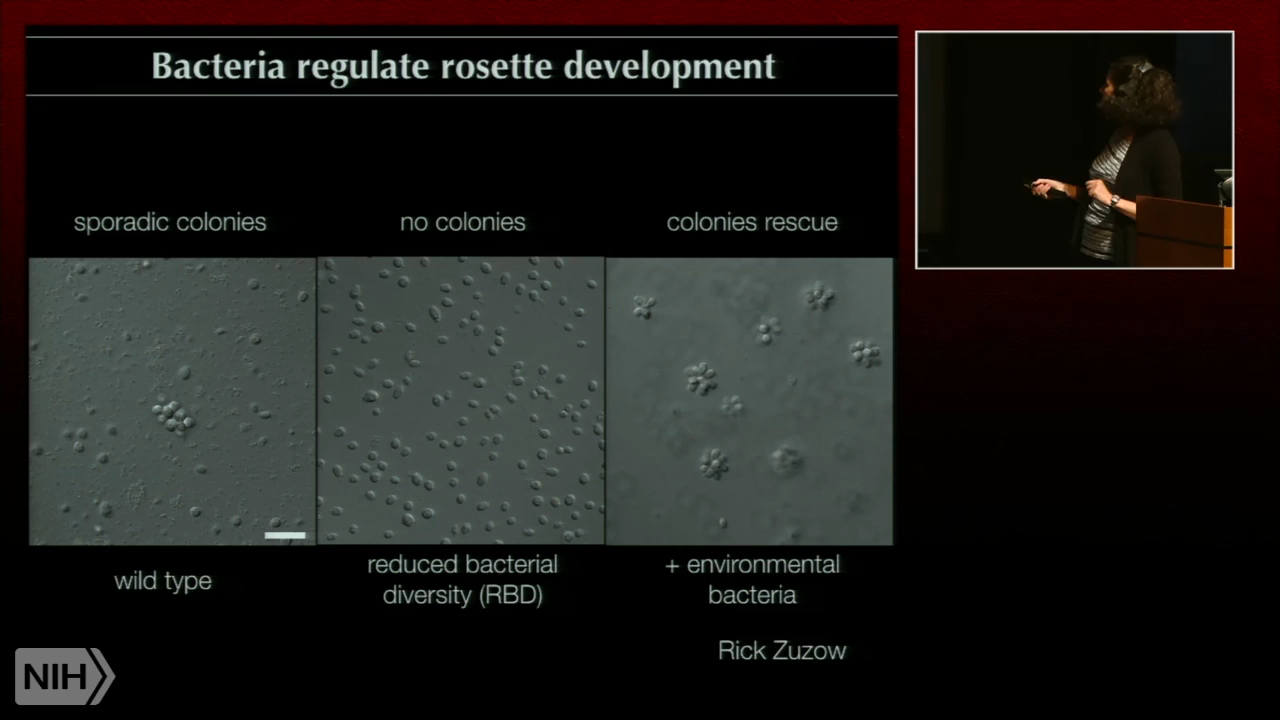 Bacteria regulate rosette development
sporadic colonies
no colonies
colonies rescue
wild type
reduced bacterial
diversity (RBD)
+ environmental
bacteria
Rick Zuzow
NIH